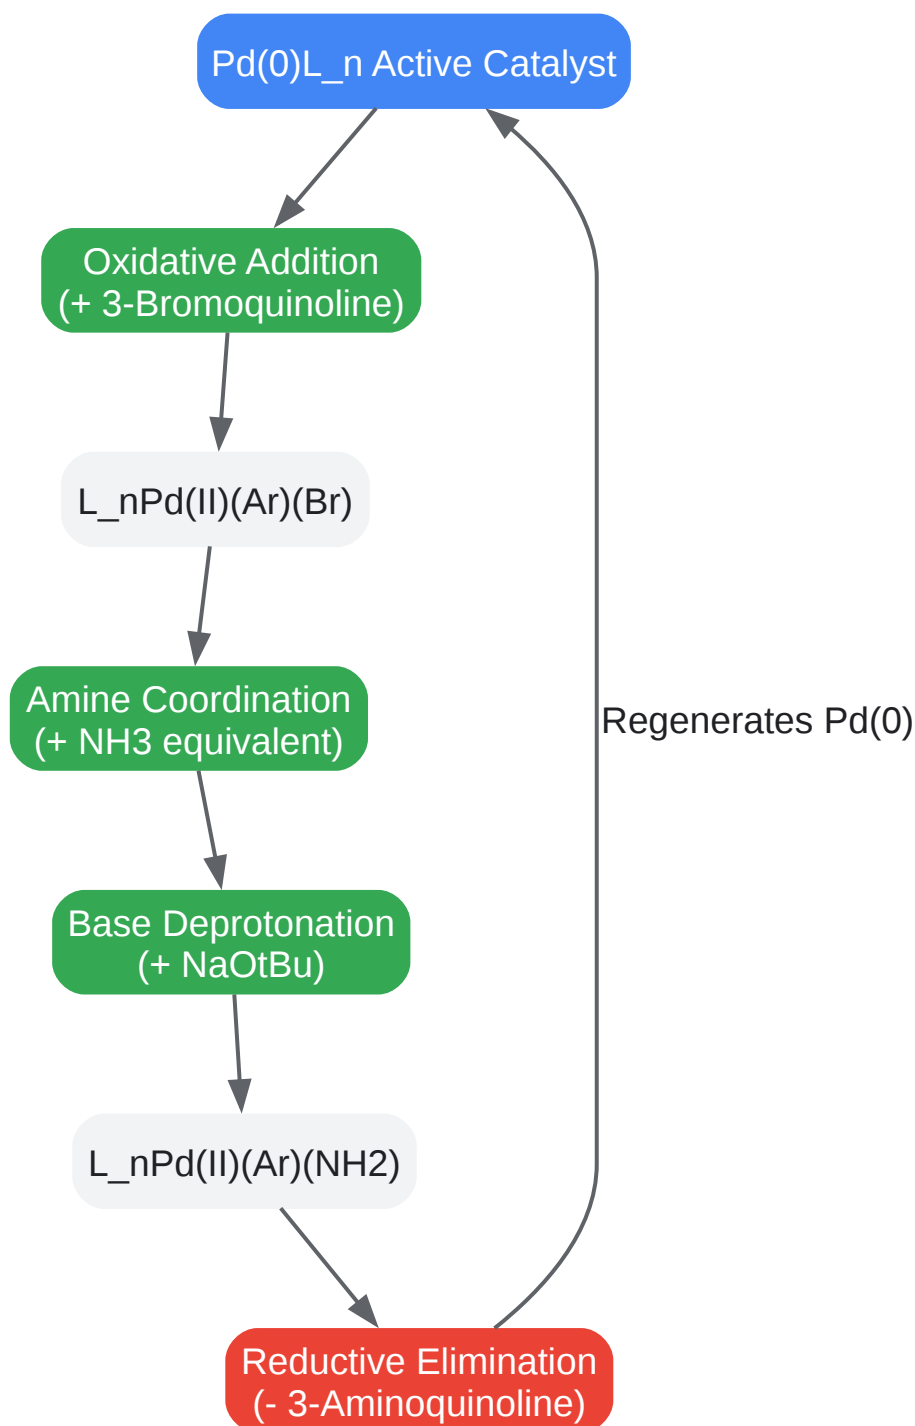 Pd(0)L_n Active Catalyst
Oxidative Addition
(+ 3-Bromoquinoline)
L_nPd(II)(Ar)(Br)
Amine Coordination
(+ NH3 equivalent)
Regenerates Pd(0)
Base Deprotonation
(+ NaOtBu)
L_nPd(II)(Ar)(NH2)
Reductive Elimination
(- 3-Aminoquinoline)